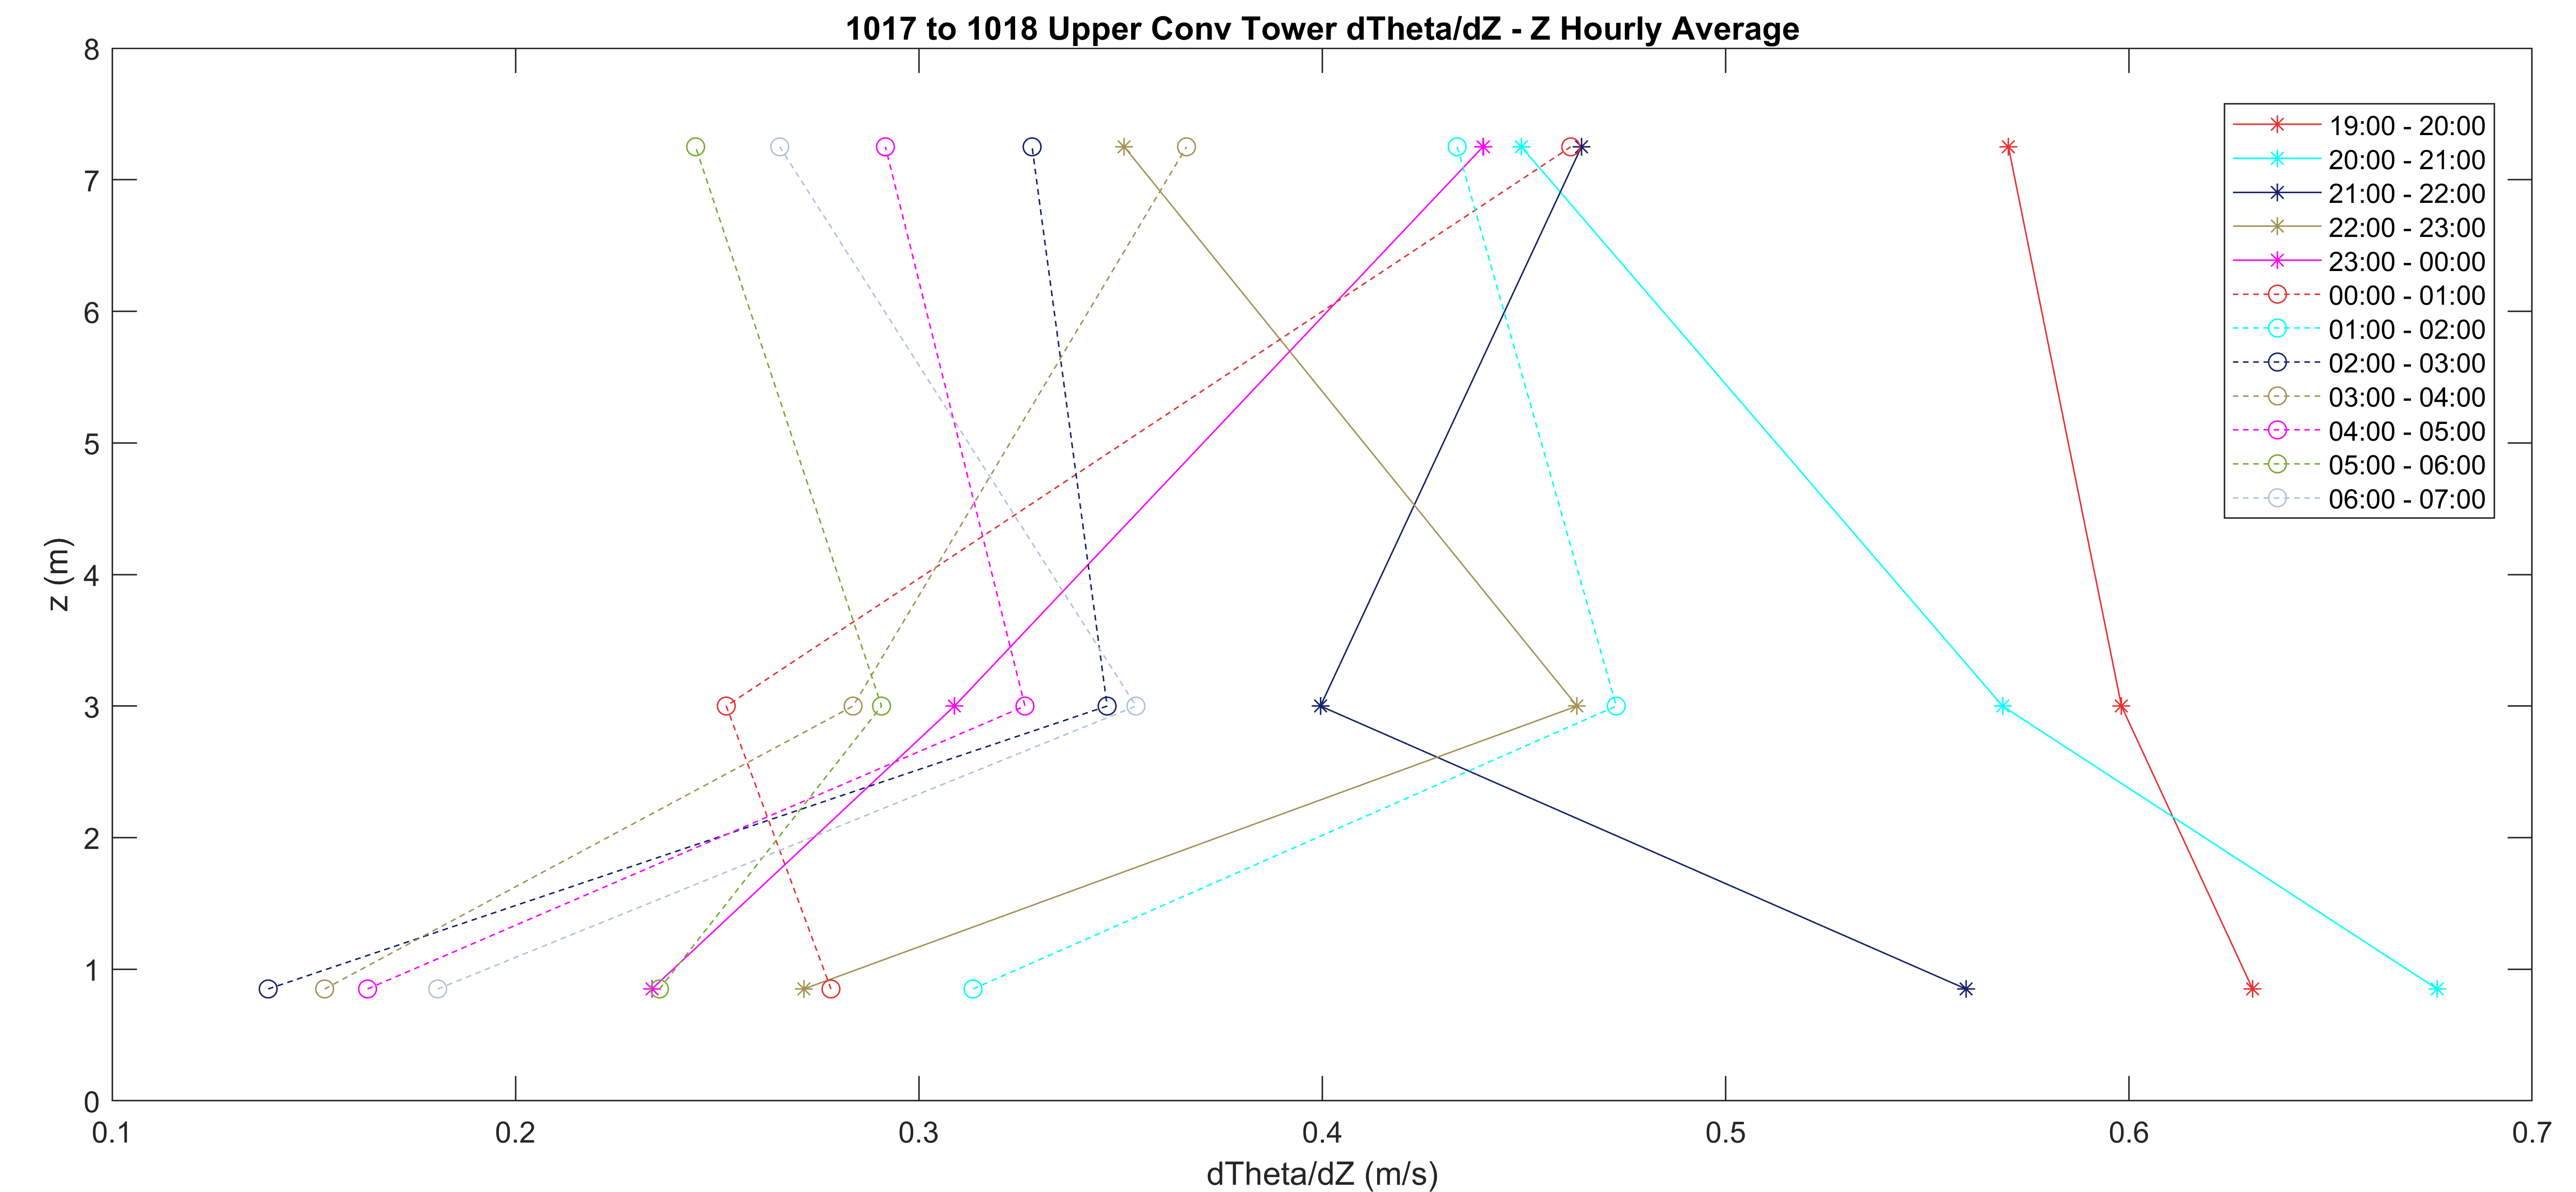 1017 to 1018 Upper Conv Tower dTheta/dZ - Z Hourly Average
8
7
6
5
4
3
2
1
0
z (m)
19:00 - 20:00
20:00 - 21:00
21:00 - 22:00
22:00 - 23:00
23:00 - 00:00
00:00 - 01:00
01:00 - 02:00
02:00 - 03:00
03:00 - 04:00
04:00 - 05:00
05:00 - 06:00
06:00 - 07:00
0.1 0.2 0.3 0.4 0.5 0.6 0.7
dTheta/dZ (m/s)